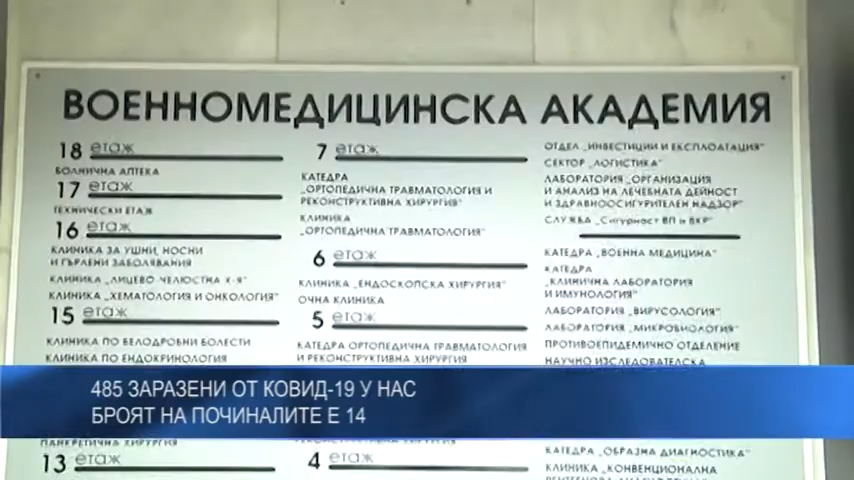 ВОЕННОМЕДИЦИНСКА АКАДЕМИЯ
18 етаж
БОЛНИЧНА АПТЕКА
17 етаж
ТЕХНИЧЕСКИ ЕТАЖ
16 етаж
КЛИНИКА ЗА УШНИ, НОСНИ
И ГЪРЛЕНИ ЗАБОЛЯВАНИЯ
КЛИНИКА „ЛИЦЕВО-ЧЕЛЮСТНА Х-Я"
КЛИНИКА „ХЕМАТОЛОГИЯ И ОНКОЛОГИЯ"
15 етаж
КЛИНИКА ПО БЕЛОДРОБНИ БОЛЕСТИ
КЛИНИКА ПО ЕНДОКРИНОЛОГИЯ
ПАНКРЕТИЧНА ХИРУРГИЯ
13 етаж
7 етаж
КАТЕДРА
„ОРТОПЕДИЧНА ТРАВМАТОЛОГИЯ И
РЕКОНСТРУКТИВНА ХИРУРГИЯ"
КЛИНИКА
„ОРТОПЕДИЧНА ТРАВМАТОЛОГИЯ"
6 етаж
КЛИНИКА „ЕНДОСКОПСКА ХИРУРГИЯ"
ОЧНА КЛИНИКА
5 етаж
КАТЕДРА ОРТОПЕДИЧНА ТРАВМАТОЛОГИЯ
И РЕКОНСТРУКТИВНА ХИРУРГИЯ
4 етаж
ОТДЕЛ „ИНВЕСТИЦИИ И ЕКСПЛОАТАЦИЯ"
СЕКТОР „ЛОГИСТИКА"
ЛАБОРАТОРИЯ „ОРГАНИЗАЦИЯ
И АНАЛИЗ НА ЛЕЧЕБНАТА ДЕЙНОСТ
И ЗДРАВНООСИГУРИТЕЛЕН НАДЗОР"
СЛУЖБА „Сигурност ВП и ВКР"
КАТЕДРА „ВОЕННА МЕДИЦИНА"
КАТЕДРА
„КЛИНИЧНА ЛАБОРАТОРИЯ
И ИМУНОЛОГИЯ"
ЛАБОРАТОРИЯ „ВИРУСОЛОГИЯ"
ЛАБОРАТОРИЯ „МИКРОБИОЛОГИЯ"
ПРОТИВОЕПИДЕМИЧНО ОТДЕЛЕНИЕ
НАУЧНО ИЗСЛЕДОВАТЕЛСКА
КАТЕДРА „ОБРАЗНА ДИАГНОСТИКА"
КЛИНИКА „КОНВЕНЦИОНАЛНА
485 ЗАРАЗЕНИ ОТ КОВИД-19 У НАС
БРОЯТ НА ПОЧИНАЛИТЕ Е 14